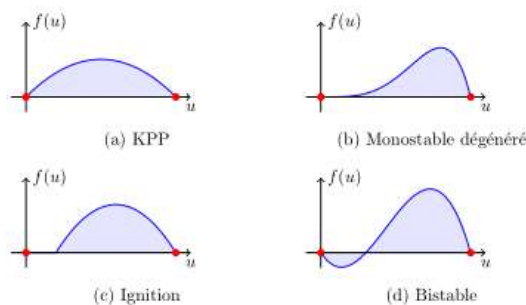 f(u)
u
(a) KPP
f(u)
u
(b) Monostable dégénéré
f(u)
u
(c) Ignition
f(u)
u
(d) Bistable